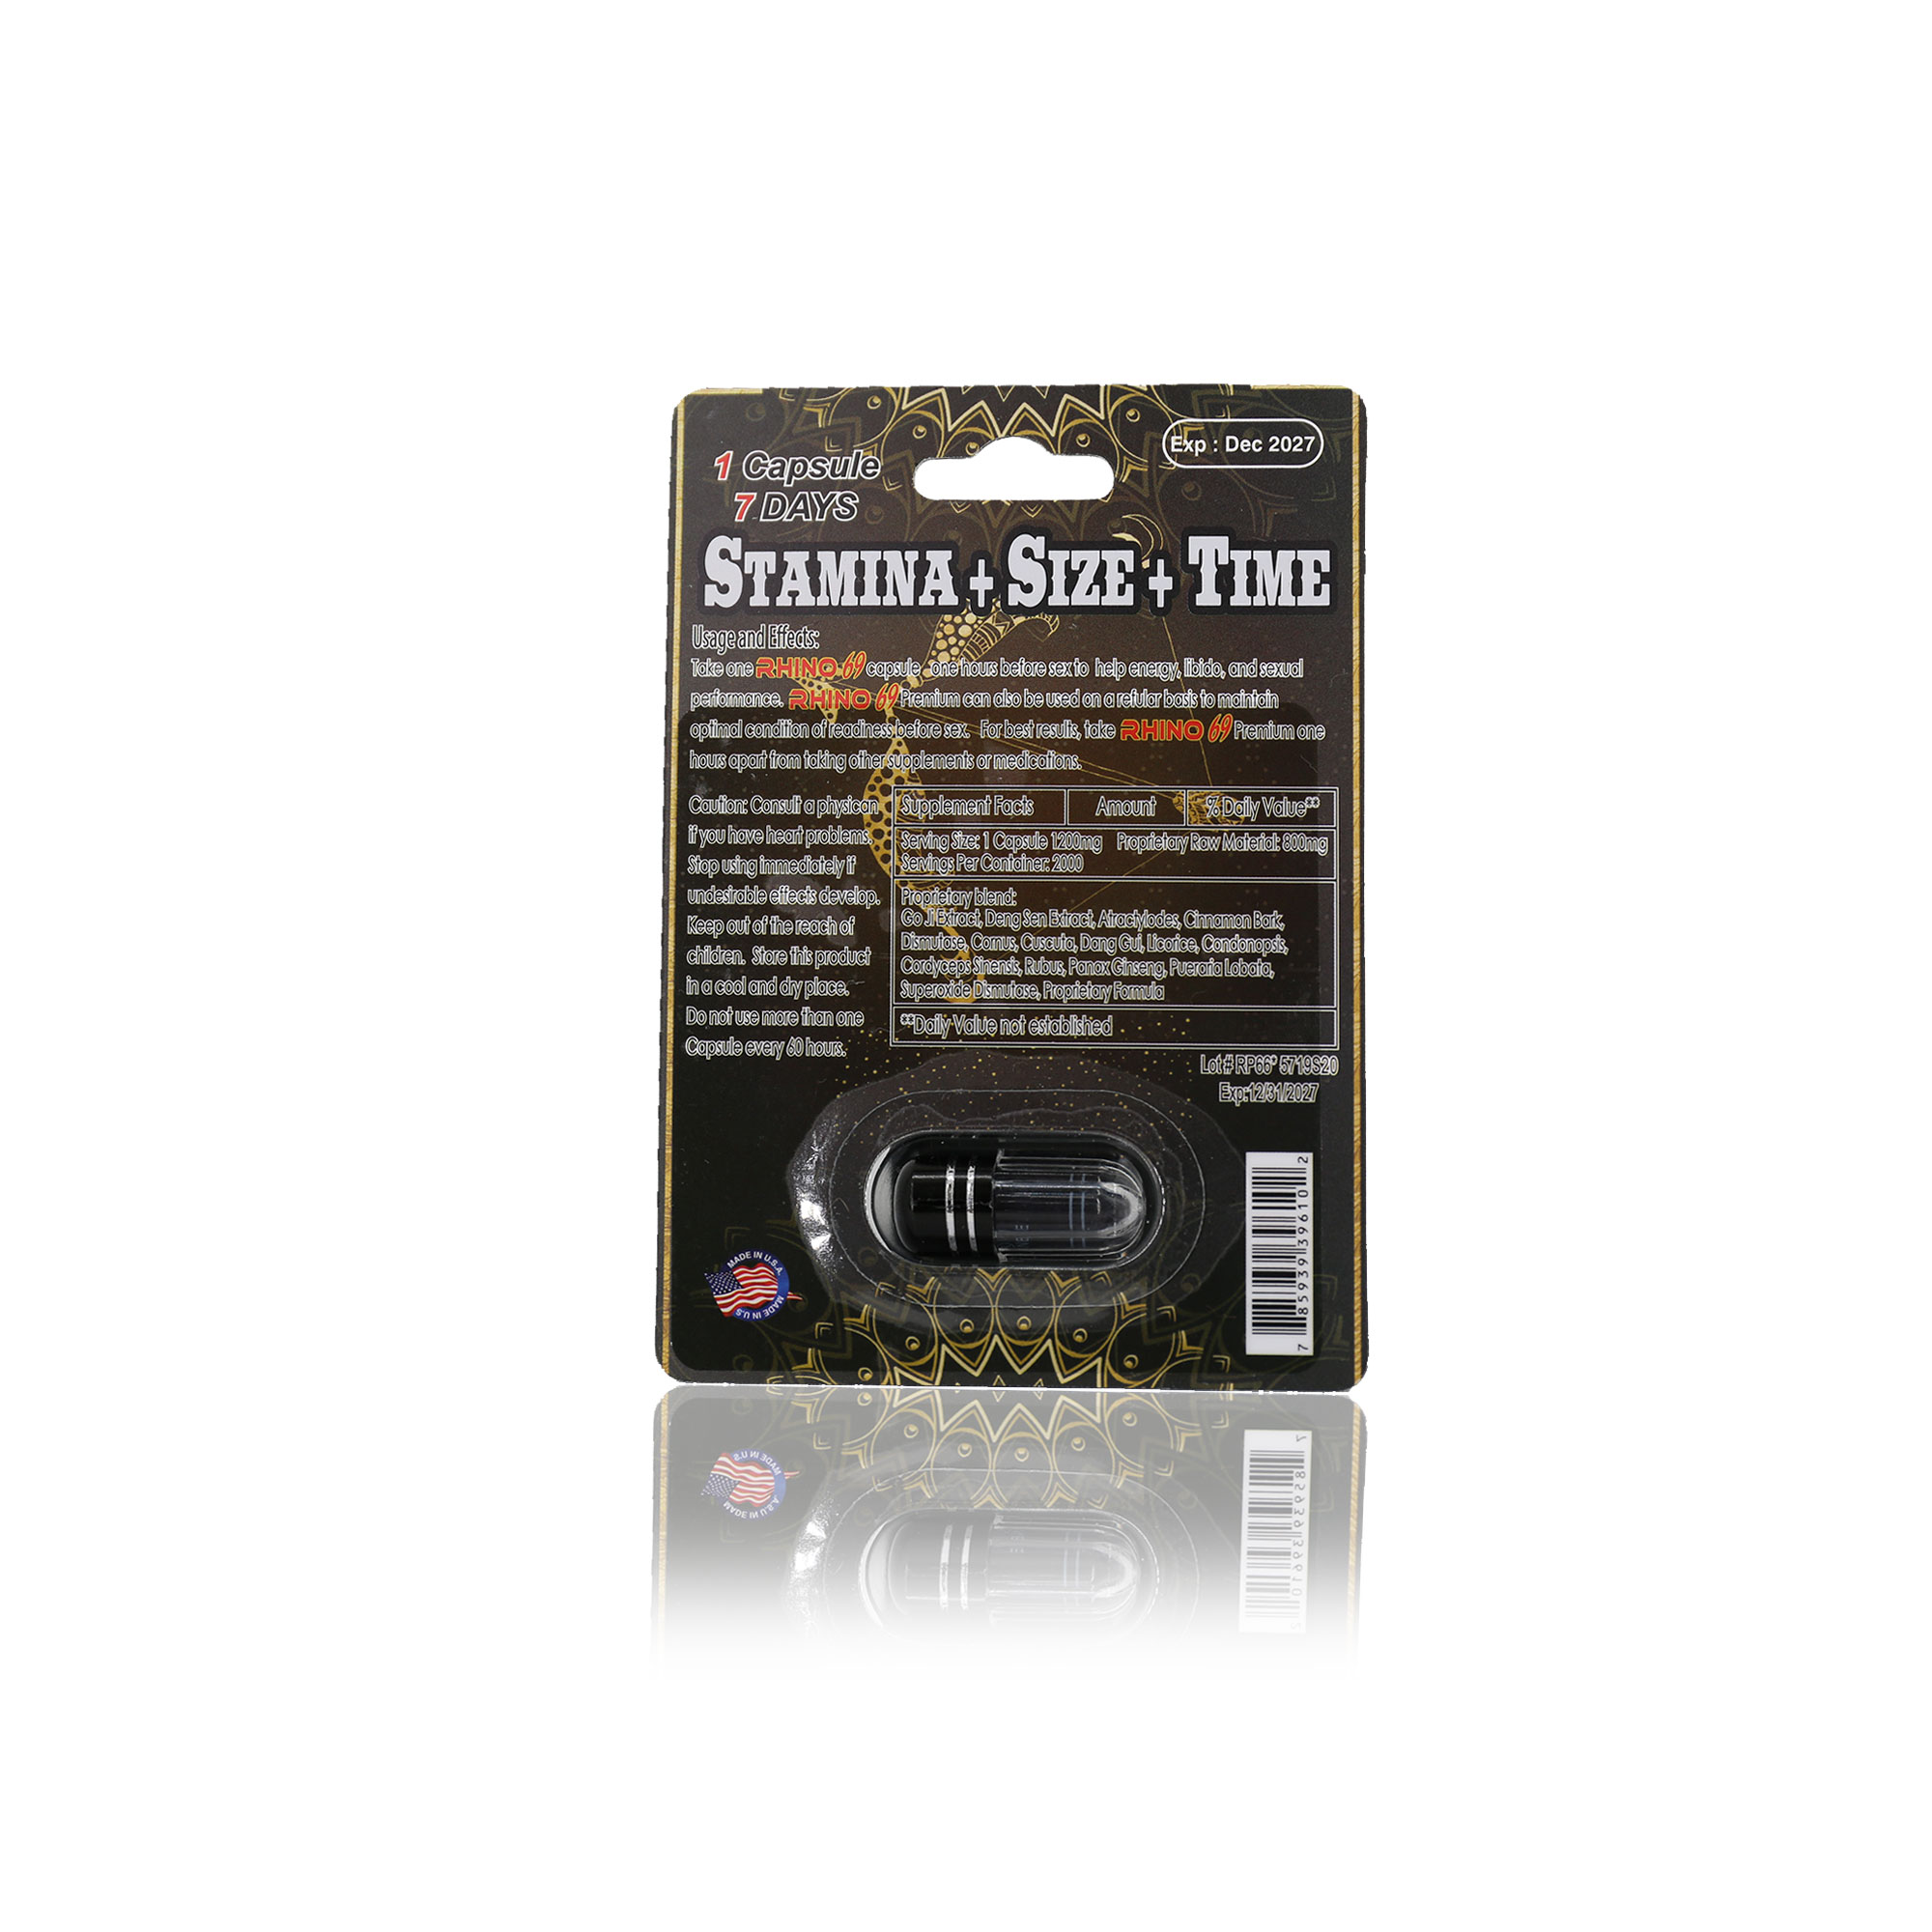 Exp : Dec 2027
1 Capsule
7 DAYS
STAMINA + SIZE + TIME
Usage and Effects:
Take one RHINO 69 capsule one hours before sex to help energy, libido, and sexual
performance. RHINO 69 Premium can also be used on a refular basis to maintain
optimal condition of readiness before sex. For best results, take RHINO 69 Premium one
hours apart from taking other supplements or medications.
Caution: Consult a physican
if you have heart problems.
Stop using immediately if
undesirable effects develop.
Keep out of the reach of
children. Store this product
in a cool and dry place.
Do not use more than one
Capsule every 60 hours.
Supplement Facts Amount % Daily Value**
Serving Size: 1 Capsule 1200mg Proprietary Raw Material: 800mg
Servings Per Container: 2000
Proprietary blend:
Go Ji Extract, Deng Sen Extract, Atractylodes, Cinnamon Bark,
Dismutase, Cornus, Cuscuta, Dang Gui, Licorice, Condonopsis,
Cordyceps Sinensis, Rubus, Panax Ginseng, Pueraria Lobata,
Superoxide Dismutase, Proprietary Formula
**Daily Value not established
Lot # RP66* 5719S20
Exp:12/31/2027
MADE IN U.S.A.
MADE IN U.S
7 85939 39610 2